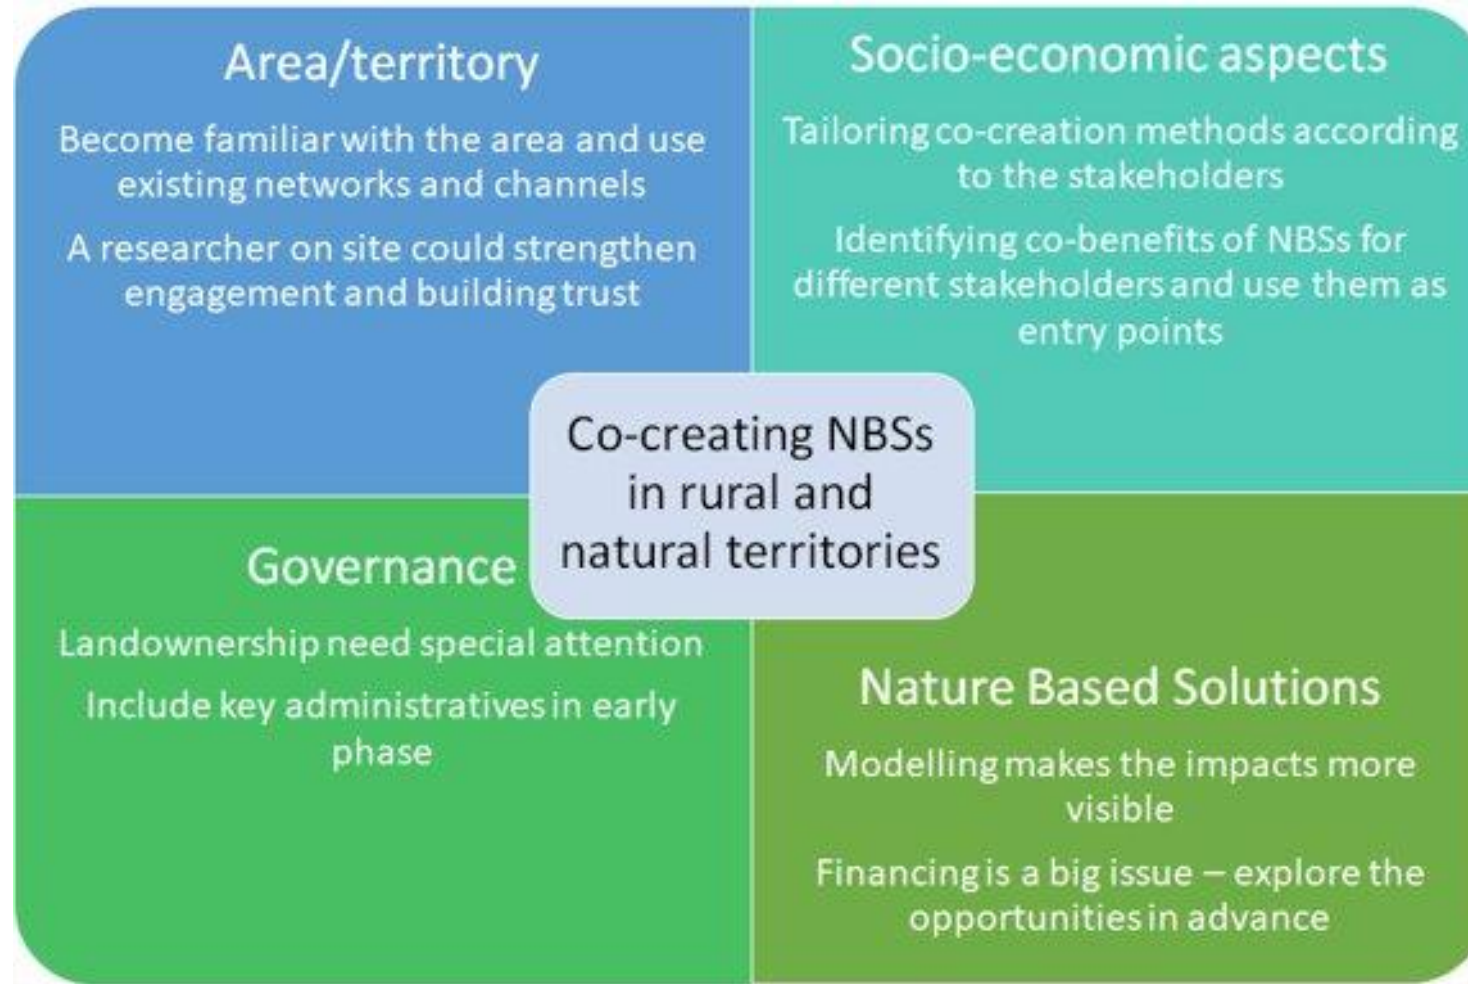 Area/territory
Become familiar with the area and use
existing networks and channels
A researcher on site could strengthen
engagement and building trust
Socio-economic aspects
Tailoring co-creation methods according
to the stakeholders
Identifying co-benefits of NBSs for
different stakeholders and use them as
entry points
Co-creating NBSs
in rural and
natural territories
Governance
Landownership need special attention
Include key administratives in early
phase
Nature Based Solutions
Modelling makes the impacts more
visible
Financing is a big issue – explore the
opportunities in advance